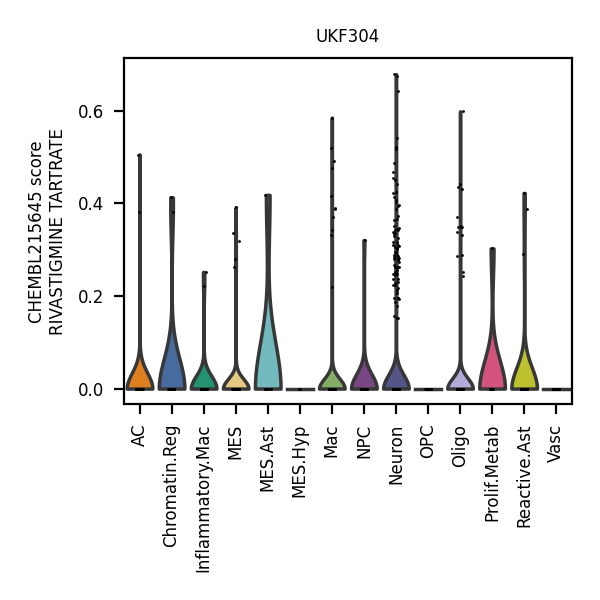 UKF304
CHEMBL215645 score
RIVASTIGMINE TARTRATE
0.6
0.4
0.2
0.0
AC
Chromatin.Reg
Inflammatory.Mac
MES
MES.Ast
MES.Hyp
Mac
NPC
Neuron
OPC
Oligo
Prolif.Metab
Reactive.Ast
Vasc